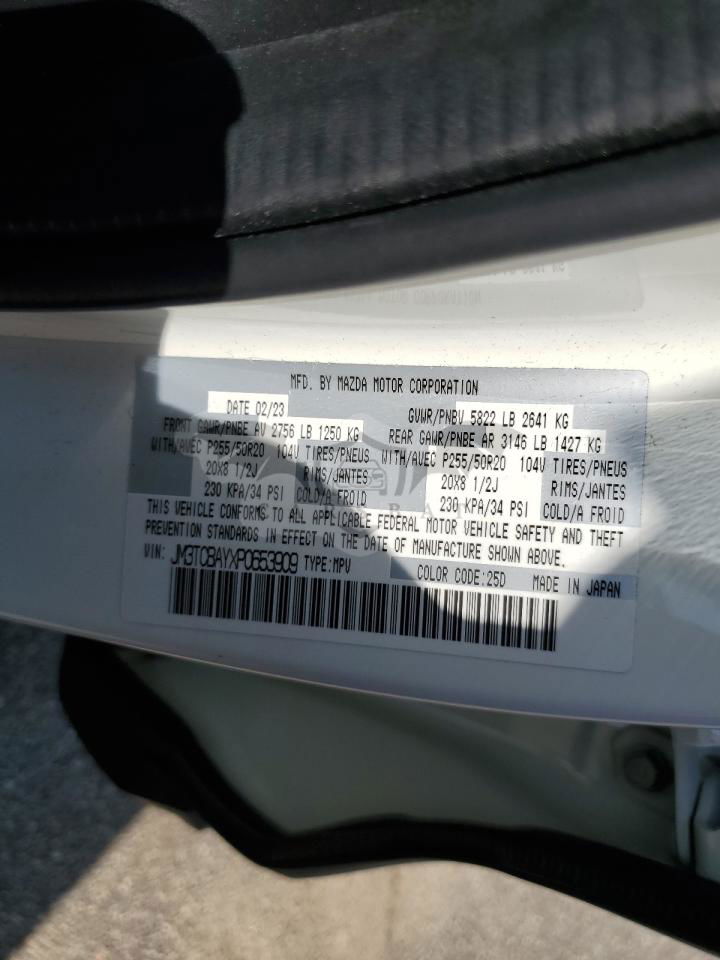 MFD. BY MAZDA MOTOR CORPORATION
DATE 02/23 GVWR/PNBV 5822 LB 2641 KG
FRONT GAWR/PNBE AV 2756 LB 1250 KG REAR GAWR/PNBE AR 3146 LB 1427 KG
WITH/AVEC P255/50R20 104V TIRES/PNEUS WITH/AVEC P255/50R20 104V TIRES/PNEUS
20X8 1/2J RIMS/JANTES 20X8 1/2J RIMS/JANTES
230 KPA/34 PSI COLD/A FROID 230 KPA/34 PSI COLD/A FROID
THIS VEHICLE CONFORMS TO ALL APPLICABLE FEDERAL MOTOR VEHICLE SAFETY AND THEFT
PREVENTION STANDARDS IN EFFECT ON THE DATE OF MANUFACTURE SHOWN ABOVE.
VIN: JM3TCBAYXP0653909 TYPE:MPV COLOR CODE:25D MADE IN JAPAN